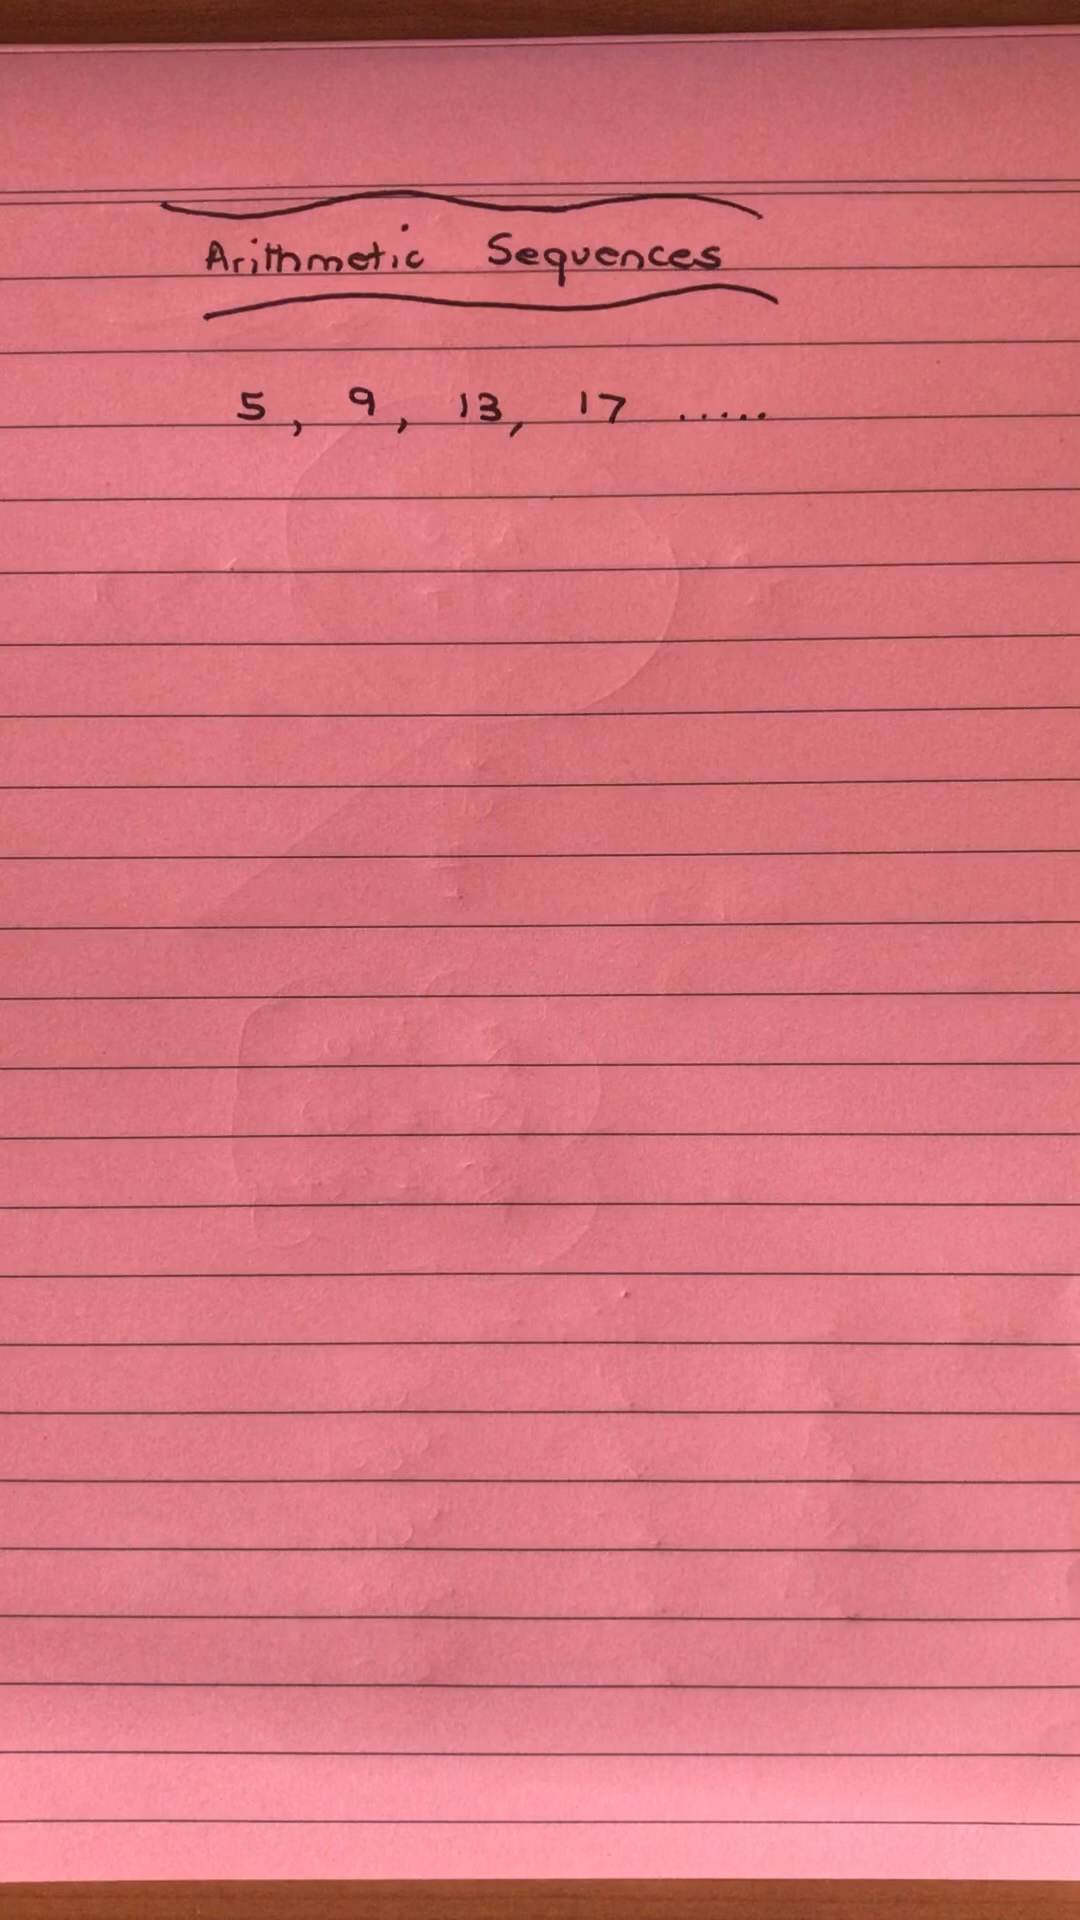 Arithmetic Sequences
5, 9, 13, 17 .....